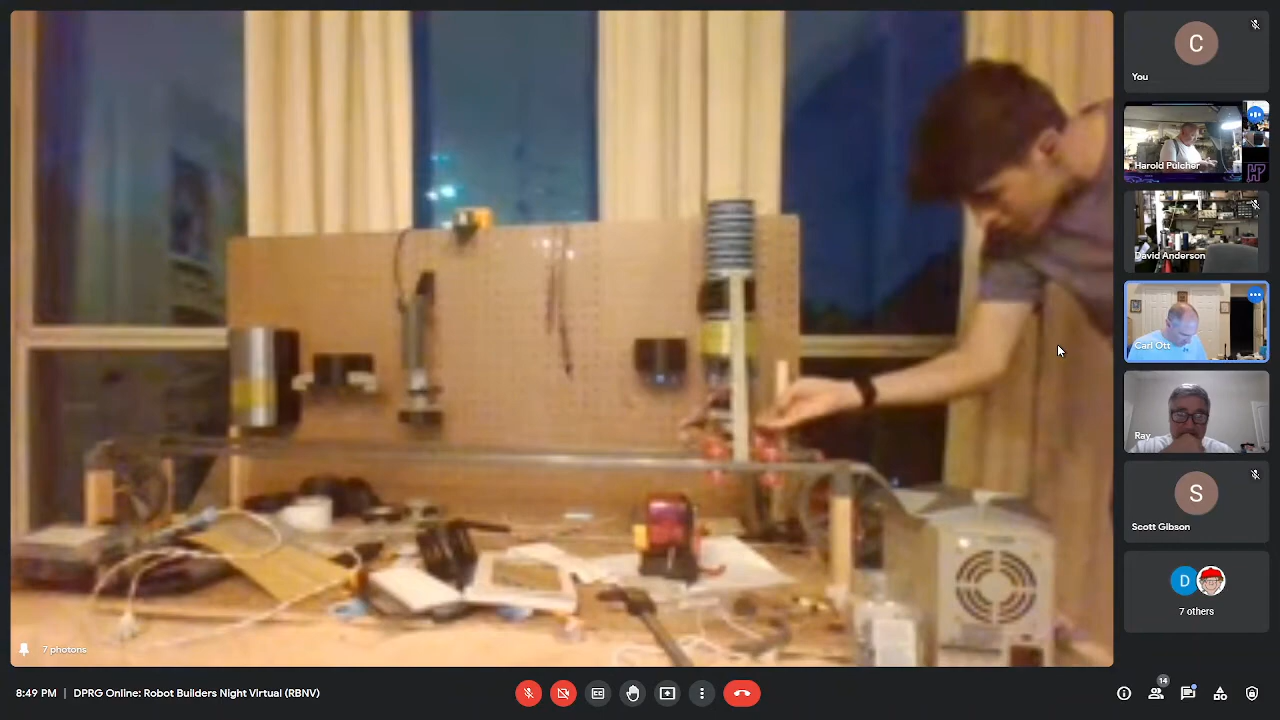 C
You
Harold Pulcher
HP
David Anderson
Carl Ott
Ray
S
Scott Gibson
D
7 others
7 photons
8:49 PM | DPRG Online: Robot Builders Night Virtual (RBNV)
14